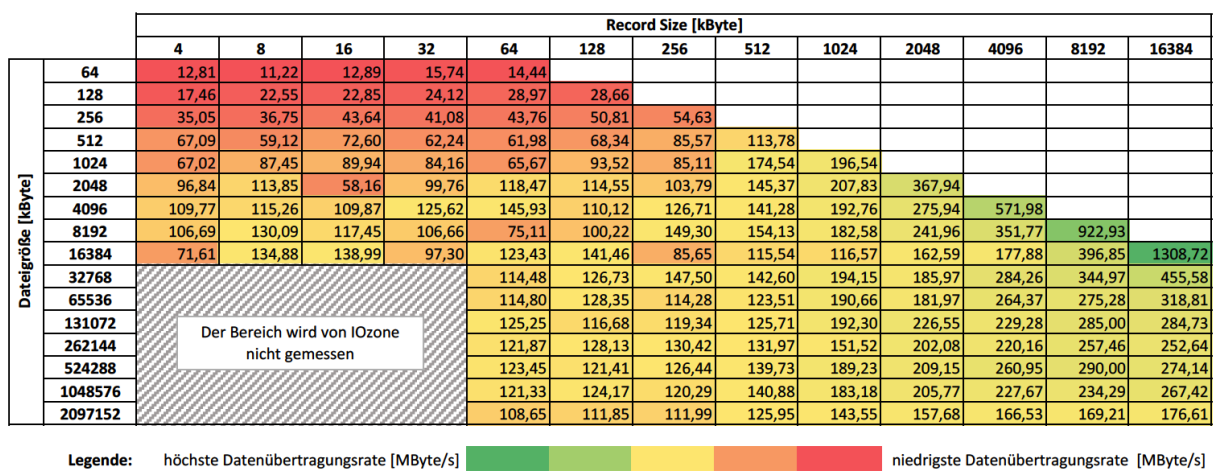 Record Size [kByte]
4 8 16 32 64 128 256 512 1024 2048 4096 8192 16384
Dateigröße [kByte]
64 12,81 11,22 12,89 15,74 14,44
128 17,46 22,55 22,85 24,12 28,97 28,66
256 35,05 36,75 43,64 41,08 43,76 50,81 54,63
512 67,09 59,12 72,60 62,24 61,98 68,34 85,57 113,78
1024 67,02 87,45 89,94 84,16 65,67 93,52 85,11 174,54 196,54
2048 96,84 113,85 58,16 99,76 118,47 114,55 103,79 145,37 207,83 367,94
4096 109,77 115,26 109,87 125,62 145,93 110,12 126,71 141,28 192,76 275,94 571,98
8192 106,69 130,09 117,45 106,66 75,11 100,22 149,30 154,13 182,58 241,96 351,77 922,93
16384 71,61 134,88 138,99 97,30 123,43 141,46 85,65 115,54 116,57 162,59 177,88 396,85 1308,72
32768 114,48 126,73 147,50 142,60 194,15 185,97 284,26 344,97 455,58
65536 114,80 128,35 114,28 123,51 190,66 181,97 264,37 275,28 318,81
131072 125,25 116,68 119,34 125,71 192,30 226,55 229,28 285,00 284,73
262144 121,87 128,13 130,42 131,97 151,52 202,08 220,16 257,46 252,64
524288 123,45 121,41 126,44 139,73 189,23 209,15 260,95 290,00 274,14
1048576 121,33 124,17 120,29 140,88 183,18 205,77 227,67 234,29 267,42
2097152 108,65 111,85 111,99 125,95 143,55 157,68 166,53 169,21 176,61
Der Bereich wird von IOzone
nicht gemessen
Legende: höchste Datenübertragungsrate [MByte/s] niedrigste Datenübertragungsrate [MByte/s]